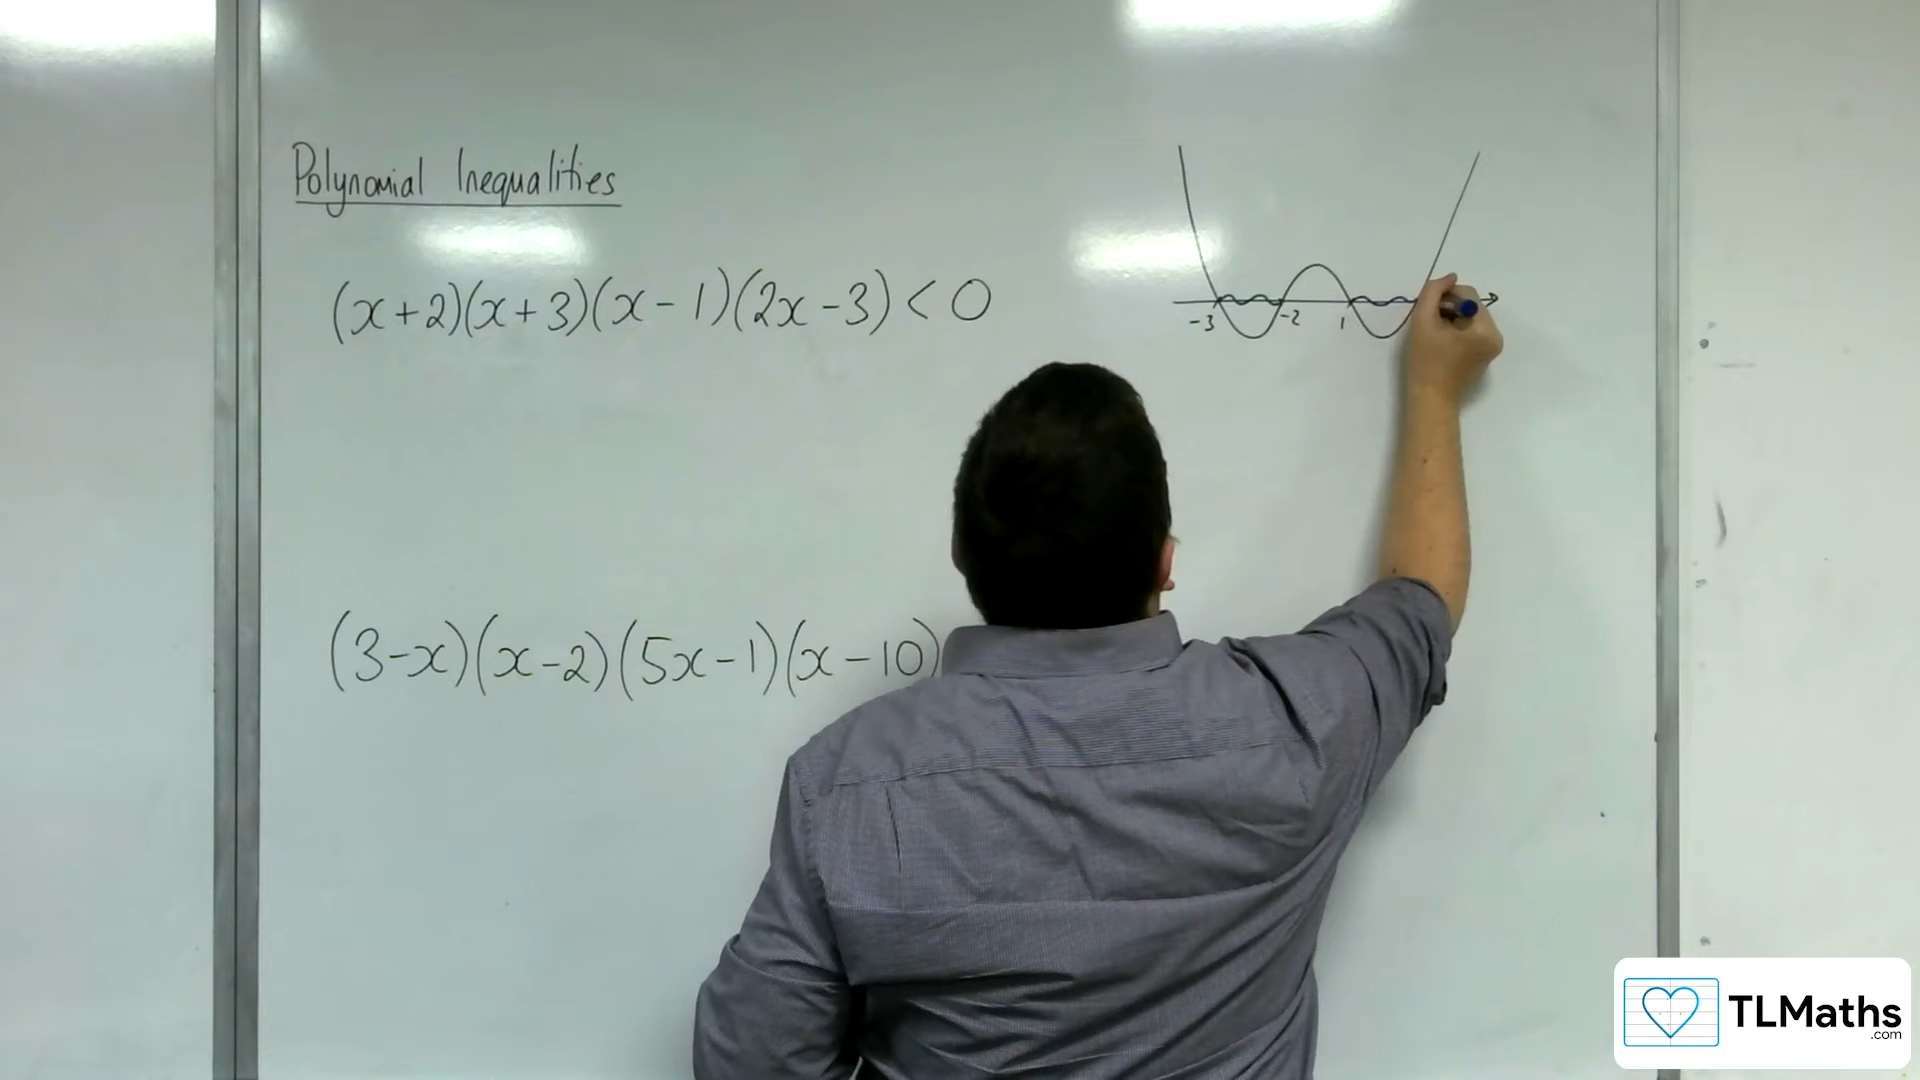 Polynomial Inequalities
(x+2)(x+3)(x-1)(2x-3)<0
-3 -2 1
(3-x)(x-2)(5x-1)(x-10)
TLMaths
.com